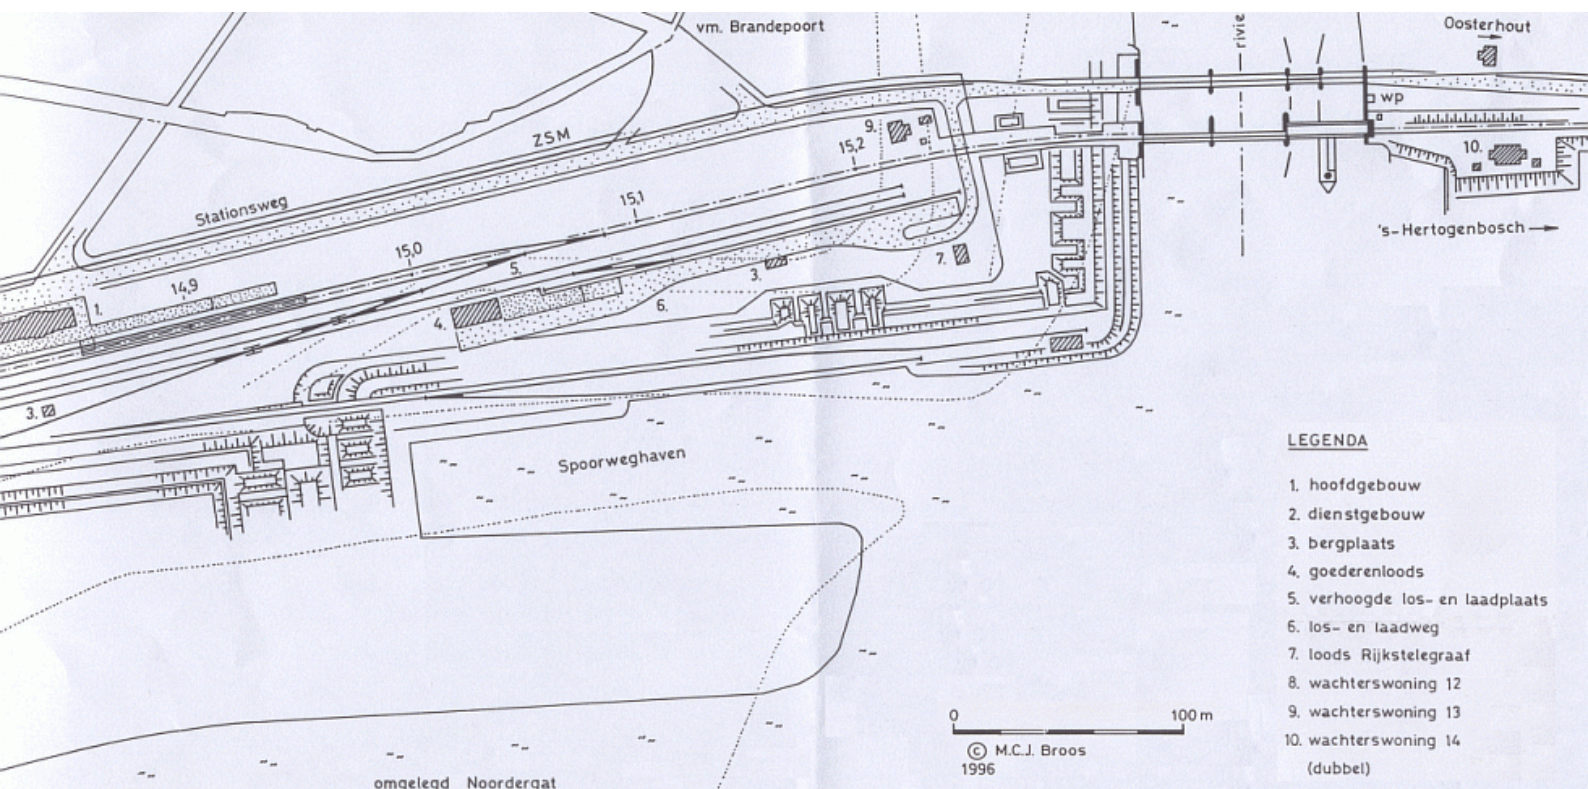 vm. Brandepoort
rivie
Oosterhout
wp
ZSM
9.
15,2
10.
Stationsweg
15,1
's-Hertogenbosch
15,0
5.
7.
3.
14,9
1.
6.
4.
3.
Spoorweghaven
LEGENDA
1. hoofdgebouw
2. dienstgebouw
3. bergplaats
4. goederenloods
5. verhoogde los- en laadplaats
6. los- en laadweg
7. loods Rijkstelegraaf
8. wachterswoning 12
9. wachterswoning 13
10. wachterswoning 14
(dubbel)
0 100 m
© M.C.J. Broos
1996
omgelegd Noordergat